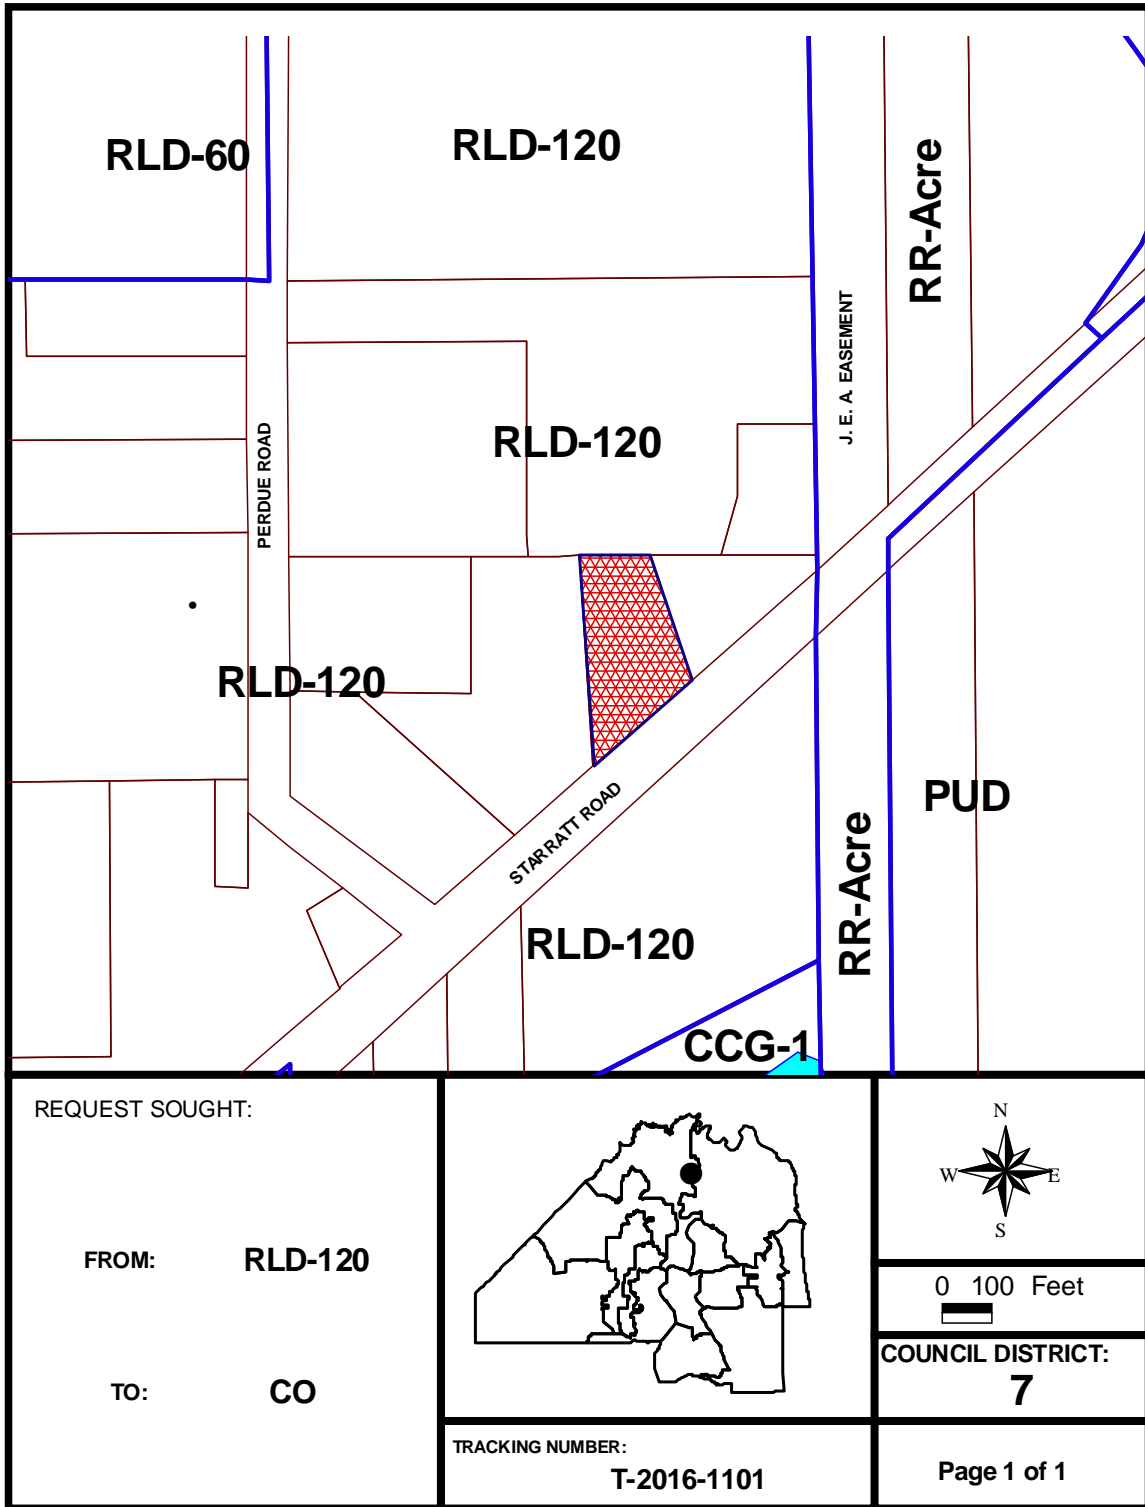 RLD-60
RLD-120
RR-Acre
J. E. A. EASEMENT
PERDUE ROAD
RLD-120
RLD-120
STARRATT ROAD
PUD
RR-Acre
RLD-120
CCG-1
REQUEST SOUGHT:
FROM: RLD-120
TO: CO
N
W E
S
0 100 Feet
COUNCIL DISTRICT:
7
TRACKING NUMBER:
T-2016-1101
Page 1 of 1